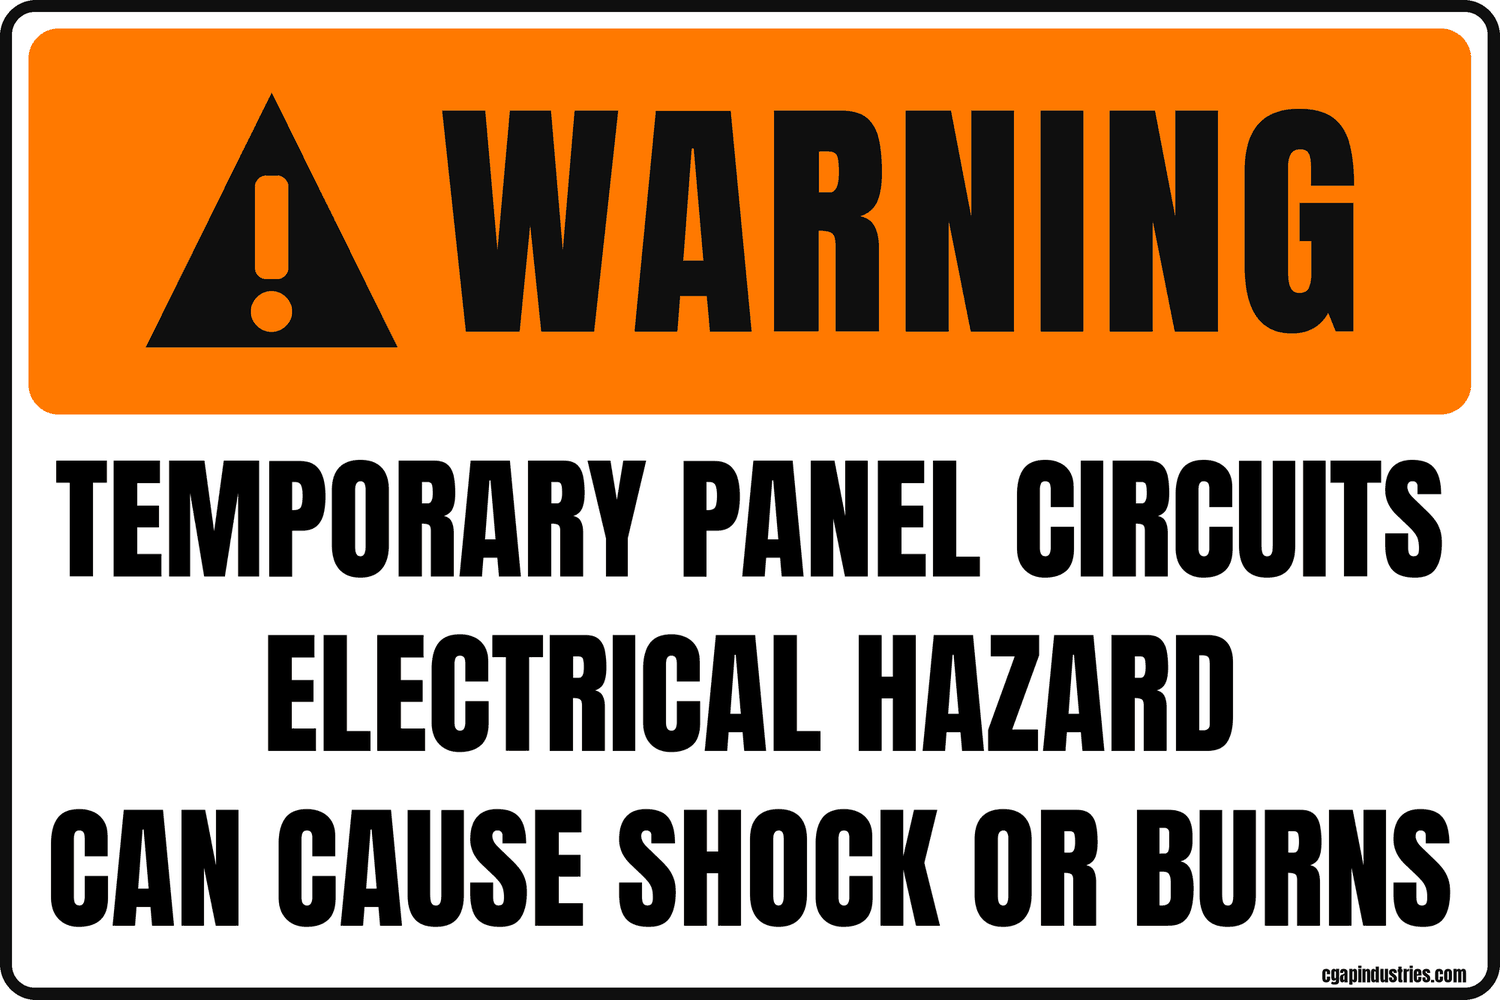 WARNING
TEMPORARY PANEL CIRCUITS
ELECTRICAL HAZARD
CAN CAUSE SHOCK OR BURNS
cgapindustries.com